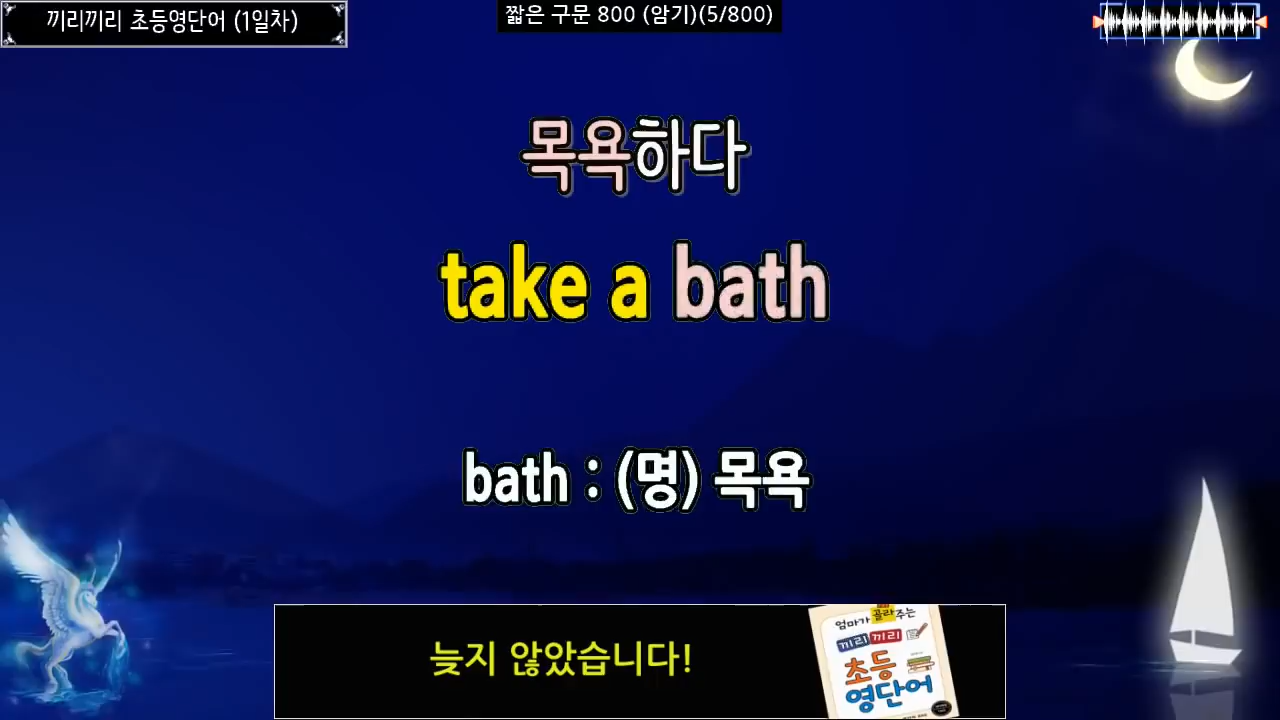 끼리끼리 초등영단어 (1일차)
짧은 구문 800 (암기)(5/800)
목욕하다
take a bath
bath : (명) 목욕
늦지 않았습니다!
엄마가 골라주는
끼리끼리
초등
영단어